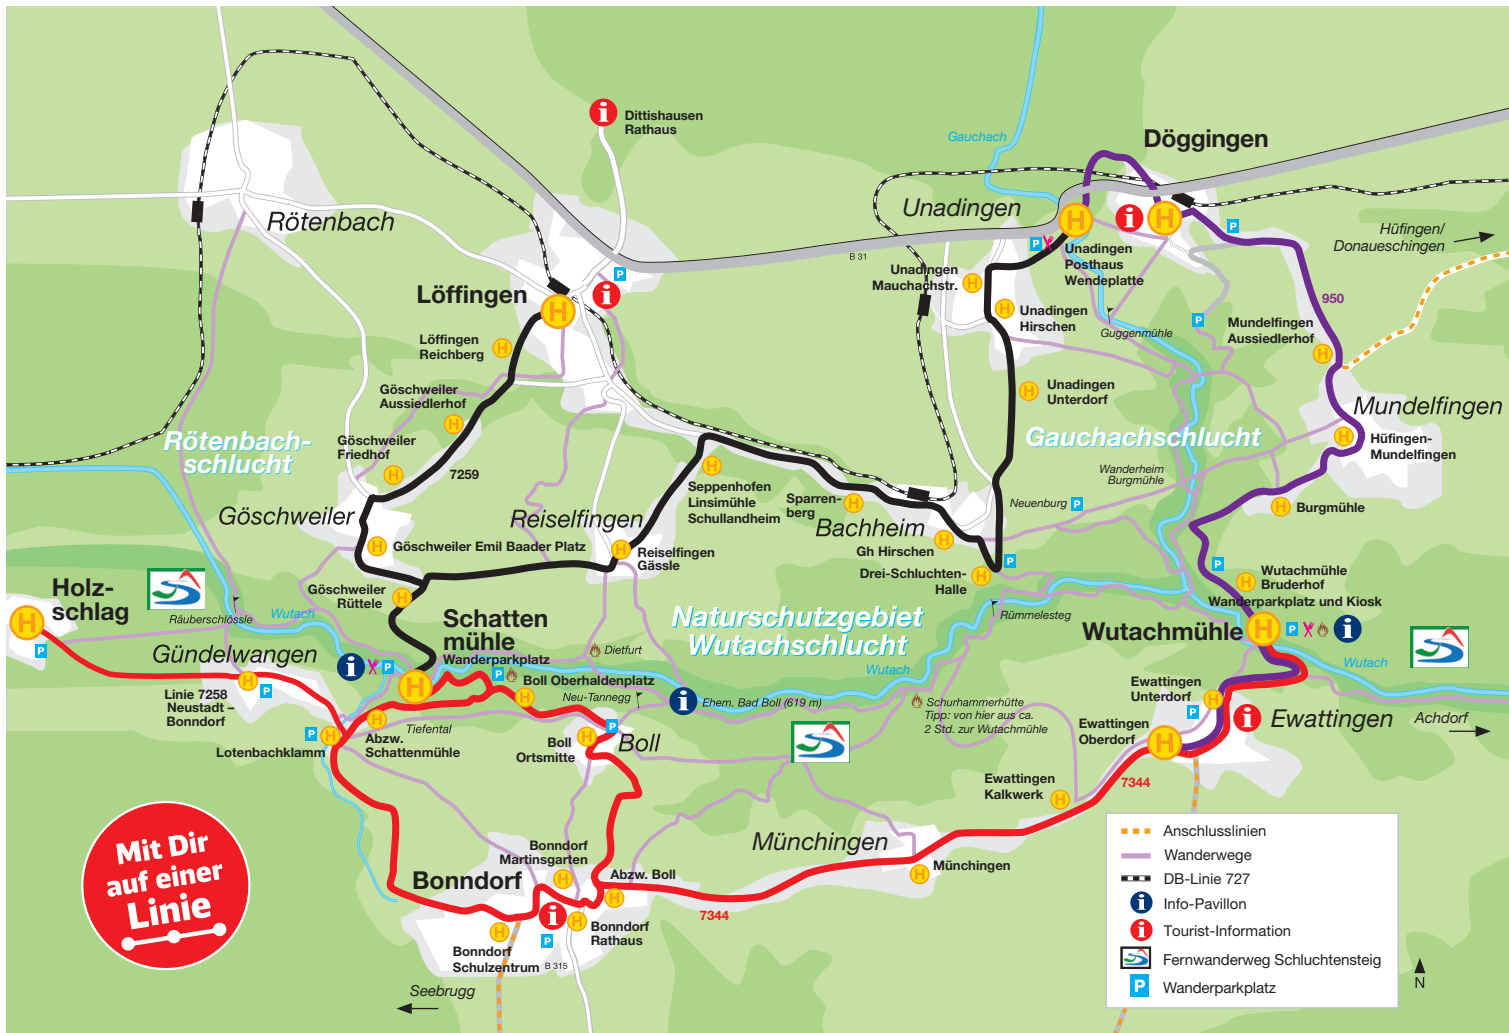 Dittishausen
Rathaus
Gauchach
Döggingen
Rötenbach
Unadingen
Hüfingen/
Donaueschingen
B 31
Unadingen
Posthaus
Wendeplatte
P
Unadingen
Mauchachstr.
Löffingen
950
Unadingen
Hirschen
Guggenmühle
Mundelfingen
Aussiedlerhof
Löffingen
Reichberg
Göschweiler
Aussiedlerhof
Unadingen
Unterdorf
Mundelfingen
Rötenbach-
schlucht
Göschweiler
Friedhof
Gauchachschlucht
Hüfingen-
Mundelfingen
7259
Wanderheim
Burgmühle
Seppenhofen
Linsimühle
Schullandheim
Sparren-
berg
Neuenburg P
Burgmühle
Göschweiler
Reiselfingen
Bachheim
Göschweiler Emil Baader Platz
Reiselfingen
Gässle
Gh Hirschen
Drei-Schluchten-
Halle
Wutachmühle
Bruderhof
Wanderparkplatz und Kiosk
Holz-
schlag
Göschweiler
Rüttele
Räuberschlössle
Wutach
Schatten
mühle
Wanderparkplatz
Naturschutzgebiet
Wutachschlucht
Rümmelesteg
Wutachmühle
Wutach
Gündelwangen
Dietfurt
Wutach
Boll Oberhaldenplatz
Linie 7258
Neustadt –
Bonndorf
Neu-Tannegg
Ehem. Bad Boll (619 m)
Schurhammerhütte
Tipp: von hier aus ca.
2 Std. zur Wutachmühle
Ewattingen
Unterdorf
Ewattingen
Achdorf
Ewattingen
Oberdorf
Tiefental
Lotenbachklamm
Abzw.
Schattenmühle
Boll
Ortsmitte
Boll
Ewattingen
Kalkwerk
7344
Mit Dir
auf einer
Linie
Bonndorf
Martinsgarten
Münchingen
Bonndorf
Abzw. Boll
Münchingen
7344
Bonndorf
Rathaus
Bonndorf
Schulzentrum
B 315
Seebrugg
Anschlusslinien
Wanderwege
DB-Linie 727
Info-Pavillon
Tourist-Information
Fernwanderweg Schluchtensteig
P Wanderparkplatz
N